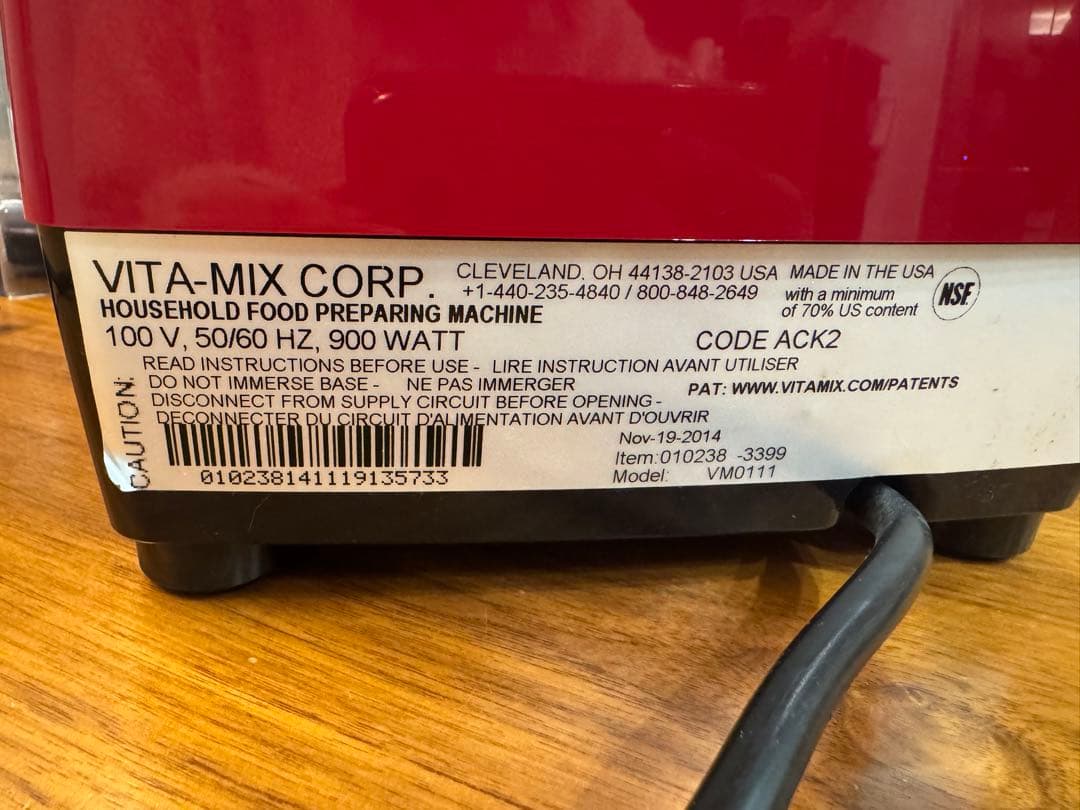 VITA-MIX CORP.
CLEVELAND, OH 44138-2103 USA
+1-440-235-4840 / 800-848-2649
MADE IN THE USA
with a minimum
of 70% US content
NSF
HOUSEHOLD FOOD PREPARING MACHINE
100 V, 50/60 HZ, 900 WATT
CODE ACK2
CAUTION:
READ INSTRUCTIONS BEFORE USE - LIRE INSTRUCTION AVANT UTILISER
DO NOT IMMERSE BASE - NE PAS IMMERGER
PAT: WWW.VITAMIX.COM/PATENTS
DISCONNECT FROM SUPPLY CIRCUIT BEFORE OPENING -
DECONNECTER DU CIRCUIT D'ALIMENTATION AVANT D'OUVRIR
Nov-19-2014
Item:010238 -3399
Model: VM0111
010238141119135733